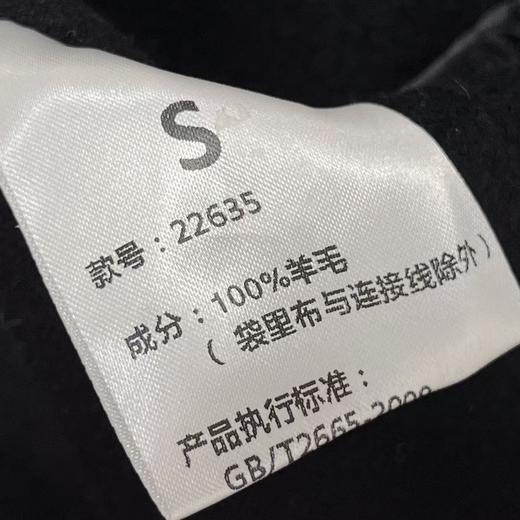 S
款号：22635
成分：100%羊毛
（袋里布与连接线除外）
产品执行标准：
GB/T2665-2009